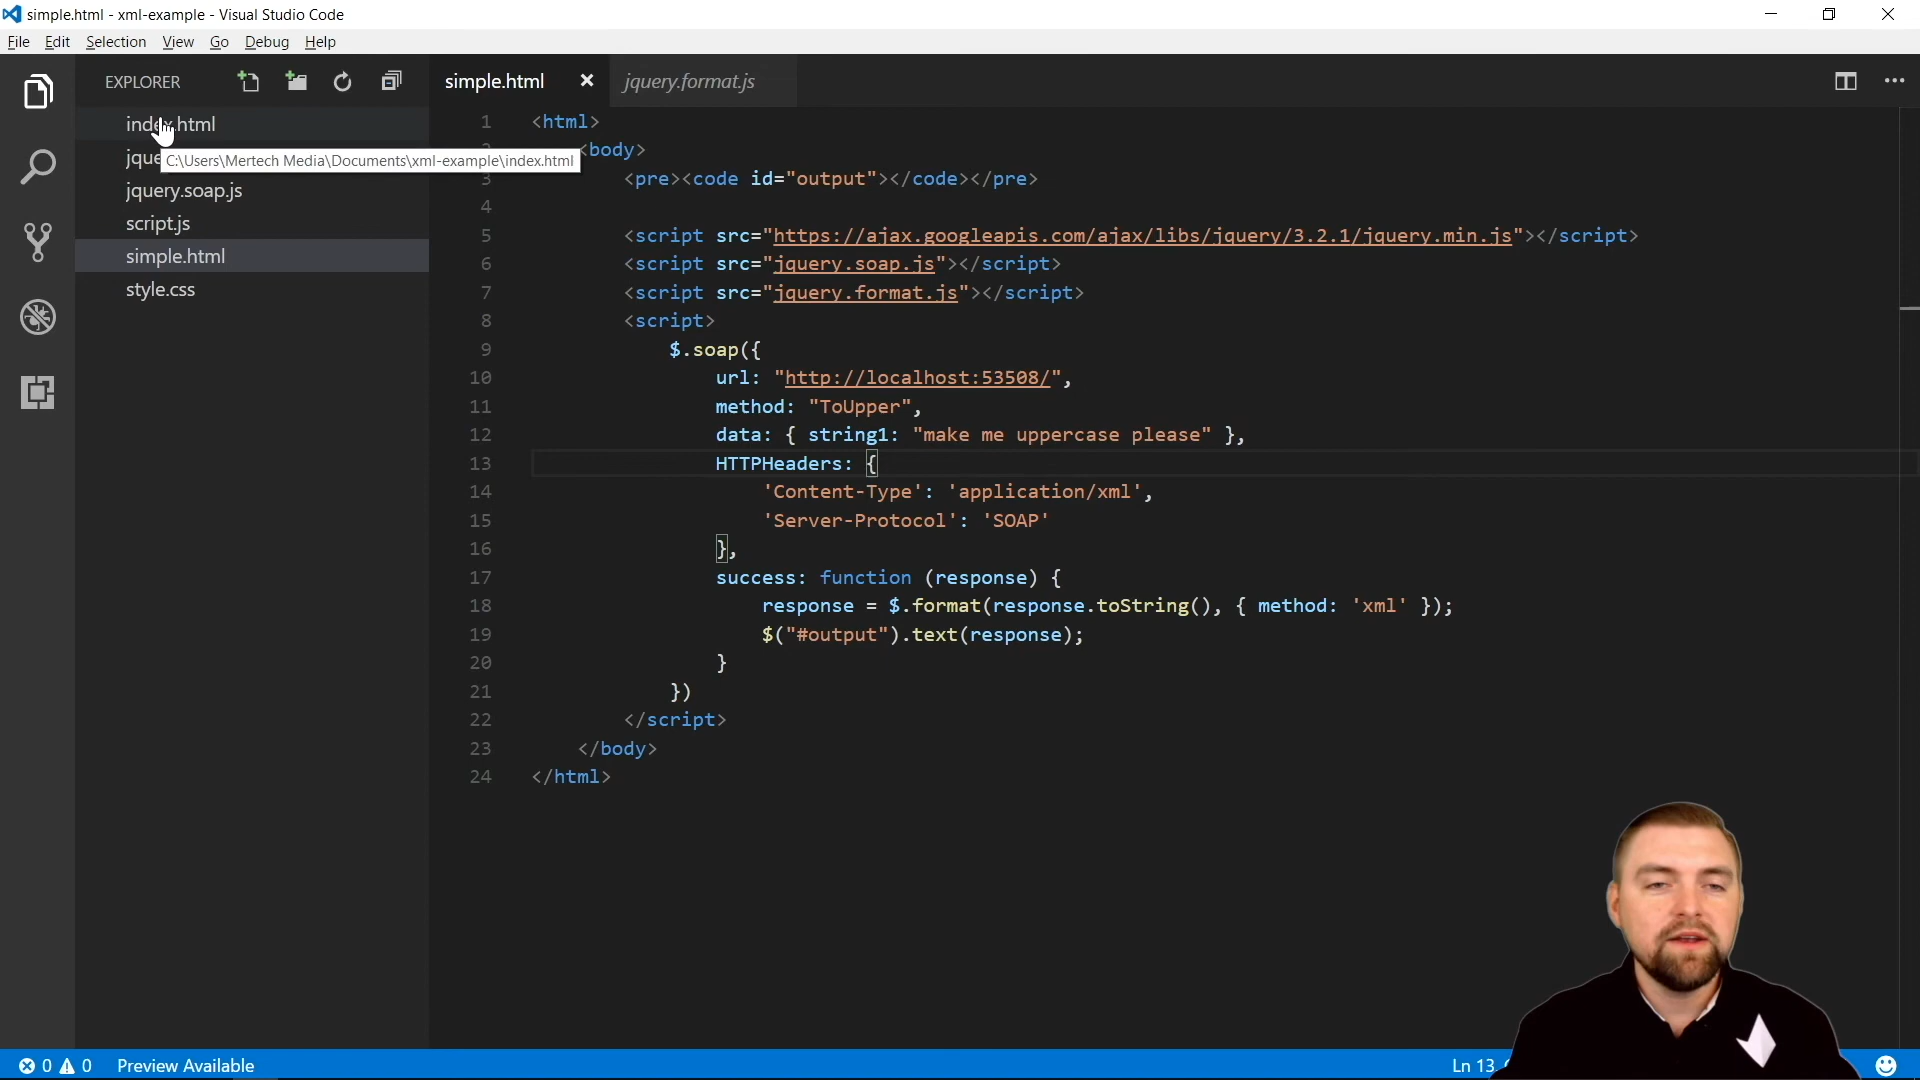 simple.html - xml-example - Visual Studio Code
File Edit Selection View Go Debug Help
EXPLORER
simple.html
jquery.format.js
index.html
C:\Users\Mertech Media\Documents\xml-example\index.html
jquery.soap.js
script.js
simple.html
style.css
1 <html>
<body>
3 <pre><code id="output"></code></pre>
4
5 <script src="https://ajax.googleapis.com/ajax/libs/jquery/3.2.1/jquery.min.js"></script>
6 <script src="jquery.soap.js"></script>
7 <script src="jquery.format.js"></script>
8 <script>
9 $.soap({
10 url: "http://localhost:53508/",
11 method: "ToUpper",
12 data: { string1: "make me uppercase please" },
13 HTTPHeaders: {
14 'Content-Type': 'application/xml',
15 'Server-Protocol': 'SOAP'
16 },
17 success: function (response) {
18 response = $.format(response.toString(), { method: 'xml' });
19 $("#output").text(response);
20 }
21 })
22 </script>
23 </body>
24 </html>
0 0 Preview Available
Ln 13,